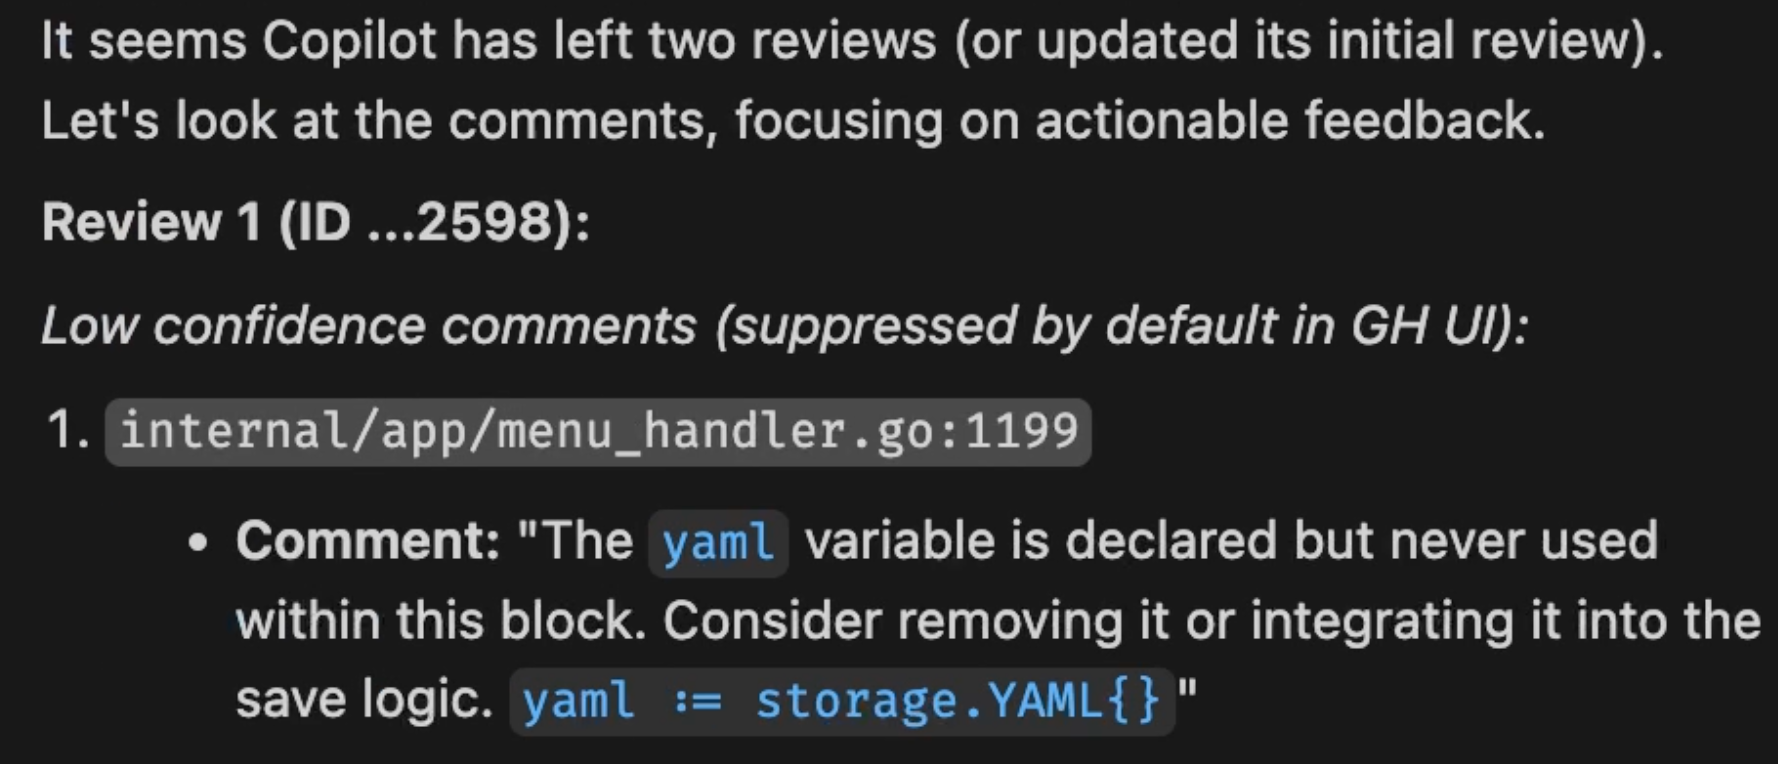 It seems Copilot has left two reviews (or updated its initial review).
Let's look at the comments, focusing on actionable feedback.
Review 1 (ID ...2598):
Low confidence comments (suppressed by default in GH UI):
1. internal/app/menu_handler.go:1199
• Comment: "The yaml variable is declared but never used
within this block. Consider removing it or integrating it into the
save logic. yaml := storage.YAML{}"